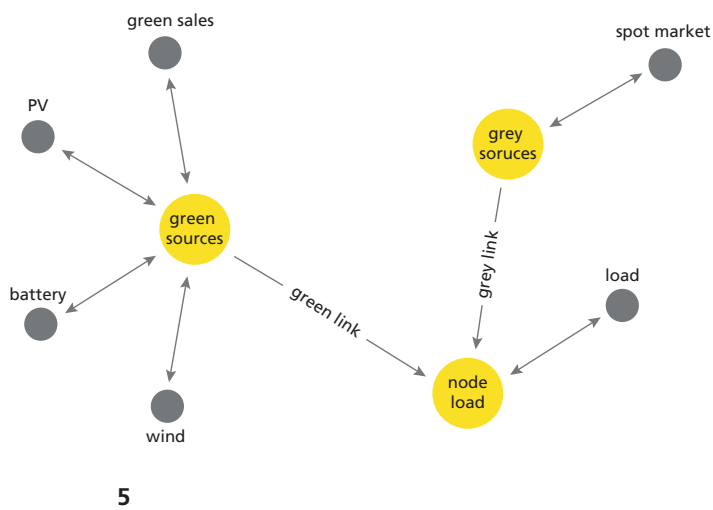 green sales
spot market
PV
grey
soruces
green
sources
grey link
load
battery
green link
node
load
wind
5